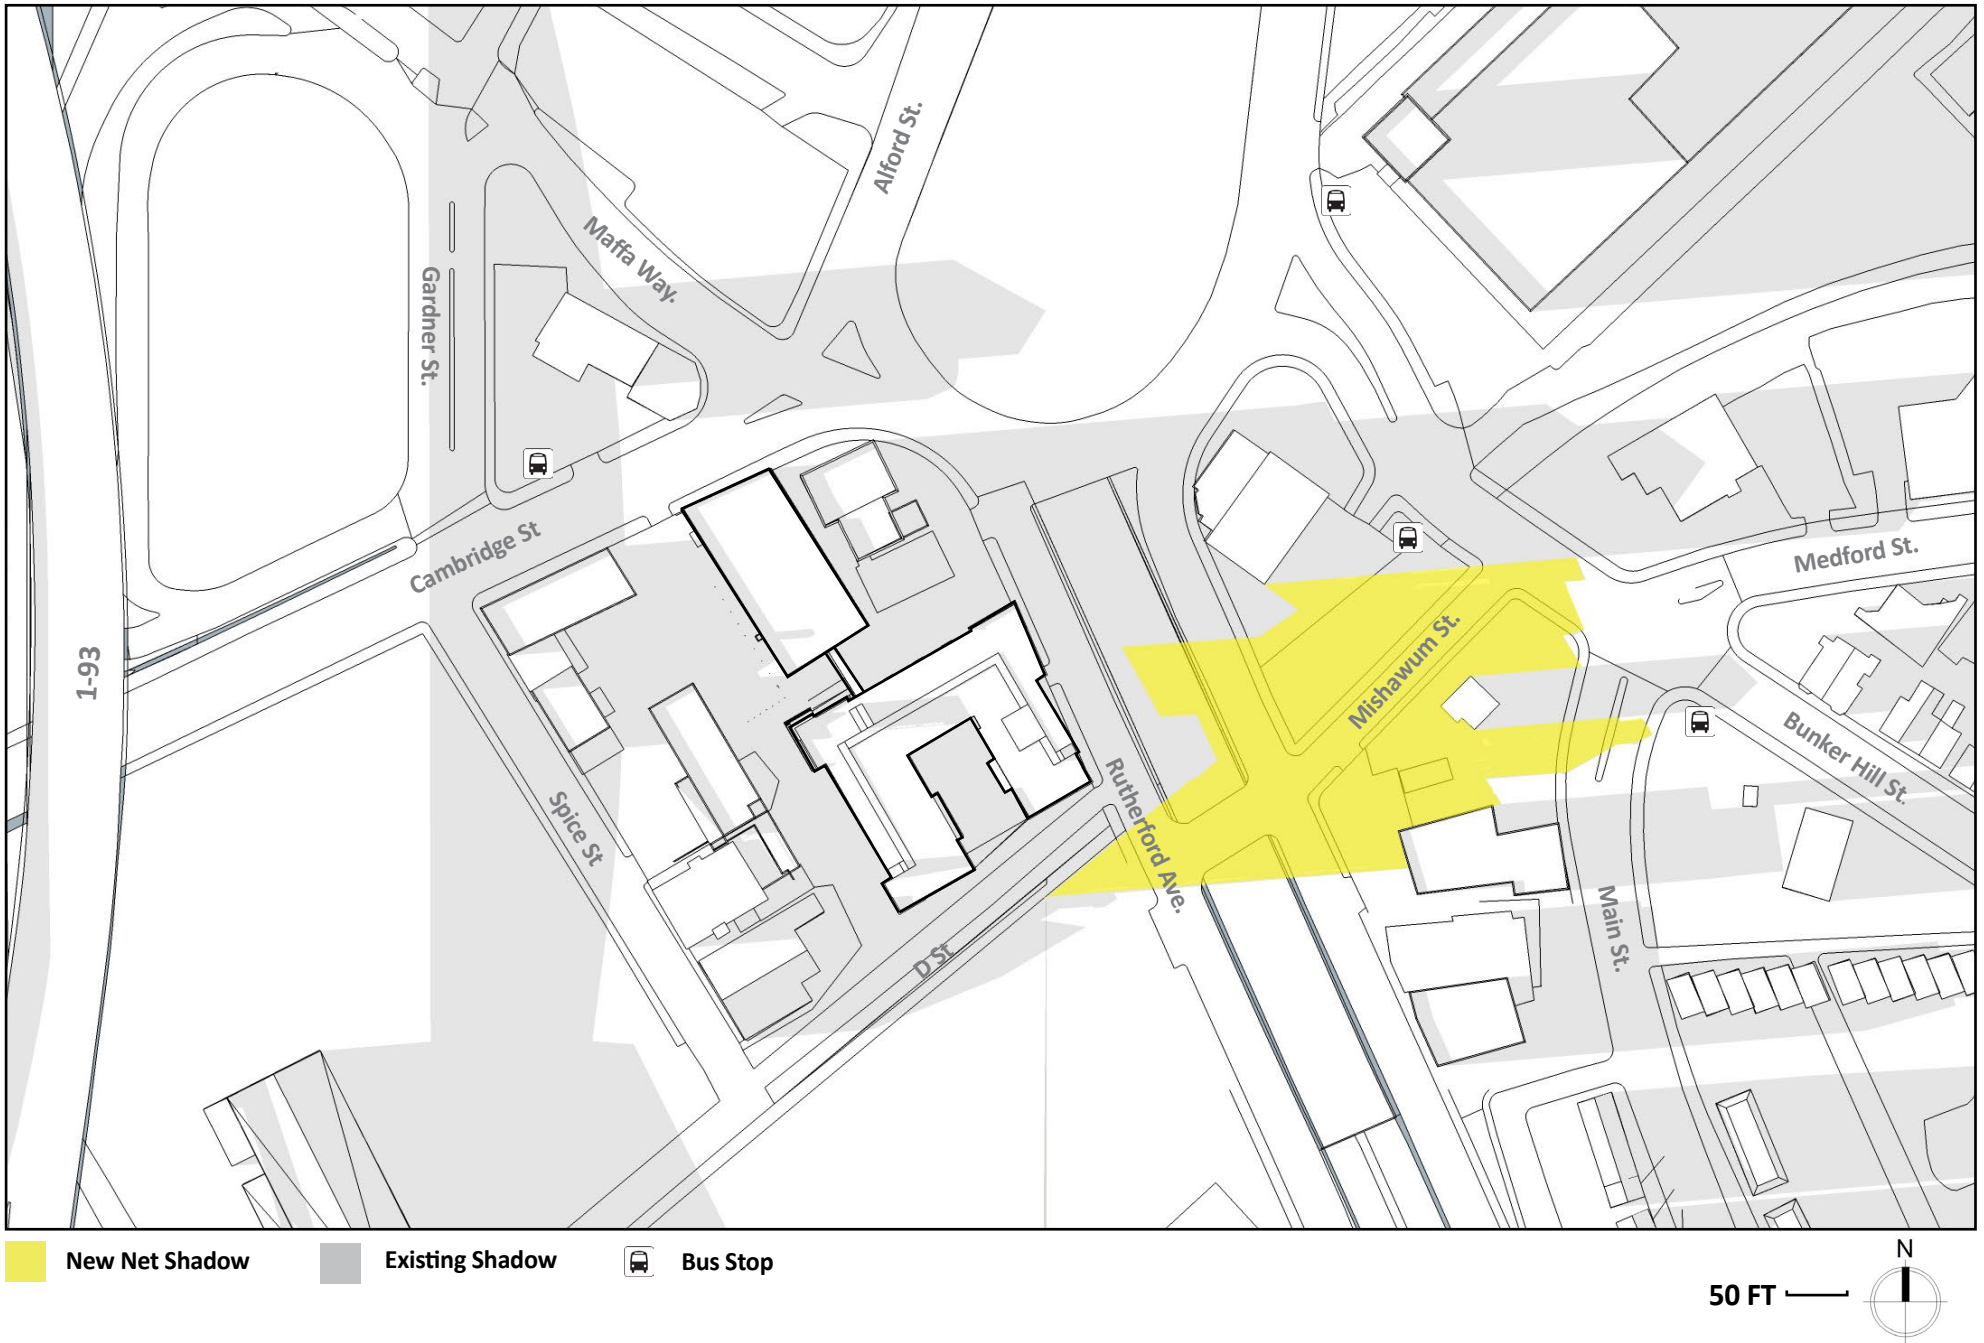 Alford St.
Maffa Way.
Gardner St.
Cambridge St
Medford St.
Mishawum St.
1-93
Bunker Hill St.
Rutherford Ave.
Spice St
Main St.
D St
New Net Shadow
Existing Shadow
Bus Stop
N
50 FT